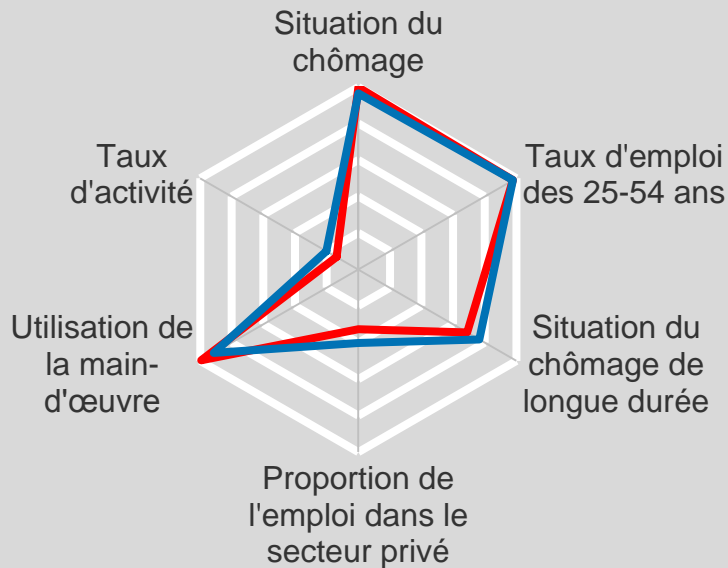 Situation du
chômage
Taux
d'activité
Taux d'emploi
des 25-54 ans
Utilisation de
la main-
d'œuvre
Situation du
chômage de
longue durée
Proportion de
l'emploi dans le
secteur privé